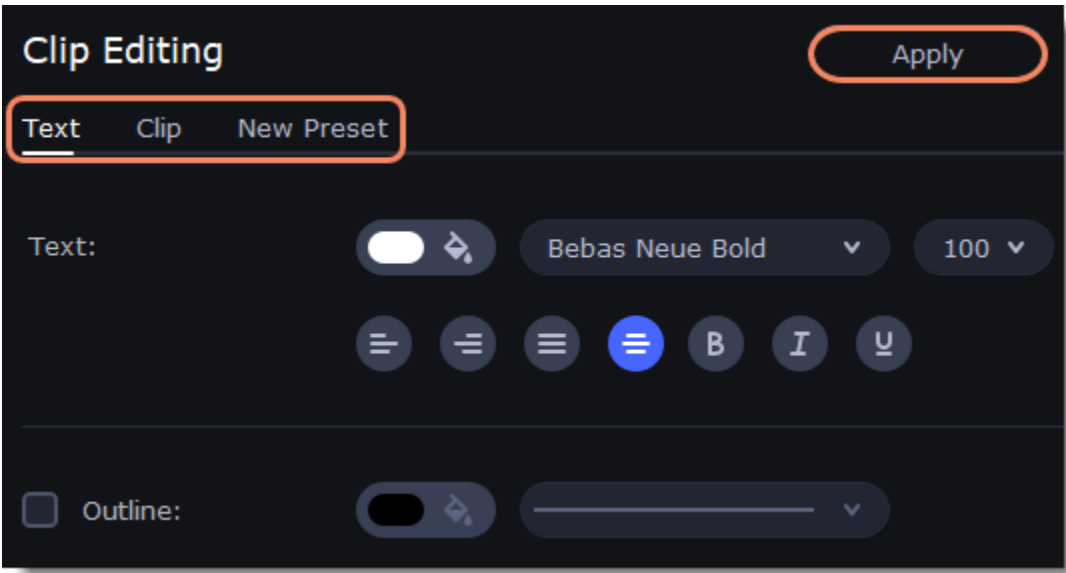 Clip Editing Apply
Text Clip New Preset
Text: Bebas Neue Bold 100
B I U
Outline: